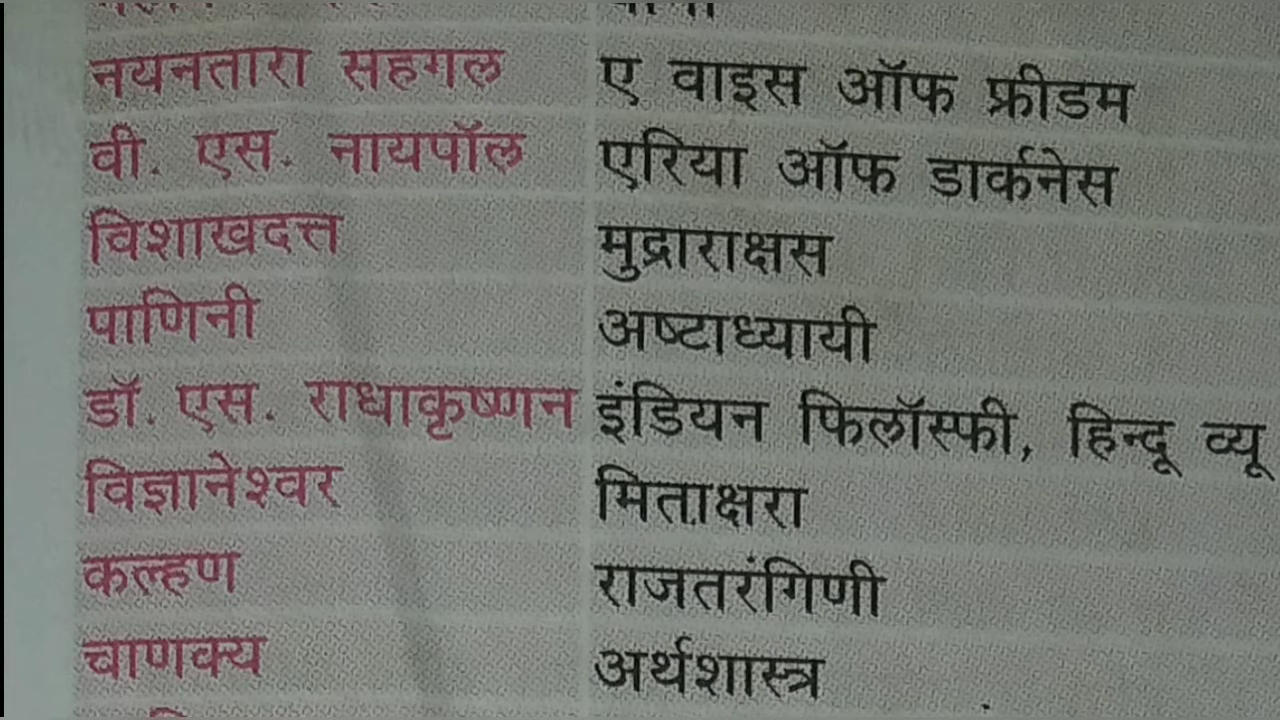 नयनतारा सहगल ए वाइस ऑफ फ्रीडम
वी. एस. नायपॉल एरिया ऑफ डार्कनेस
विशाखदत्त मुद्राराक्षस
पाणिनी अष्टाध्यायी
डॉ. एस. राधाकृष्णन इंडियन फिलॉस्फी, हिन्दू व्यू
विज्ञानेश्वर मिताक्षरा
कल्हण राजतरंगिणी
चाणक्य अर्थशास्त्र